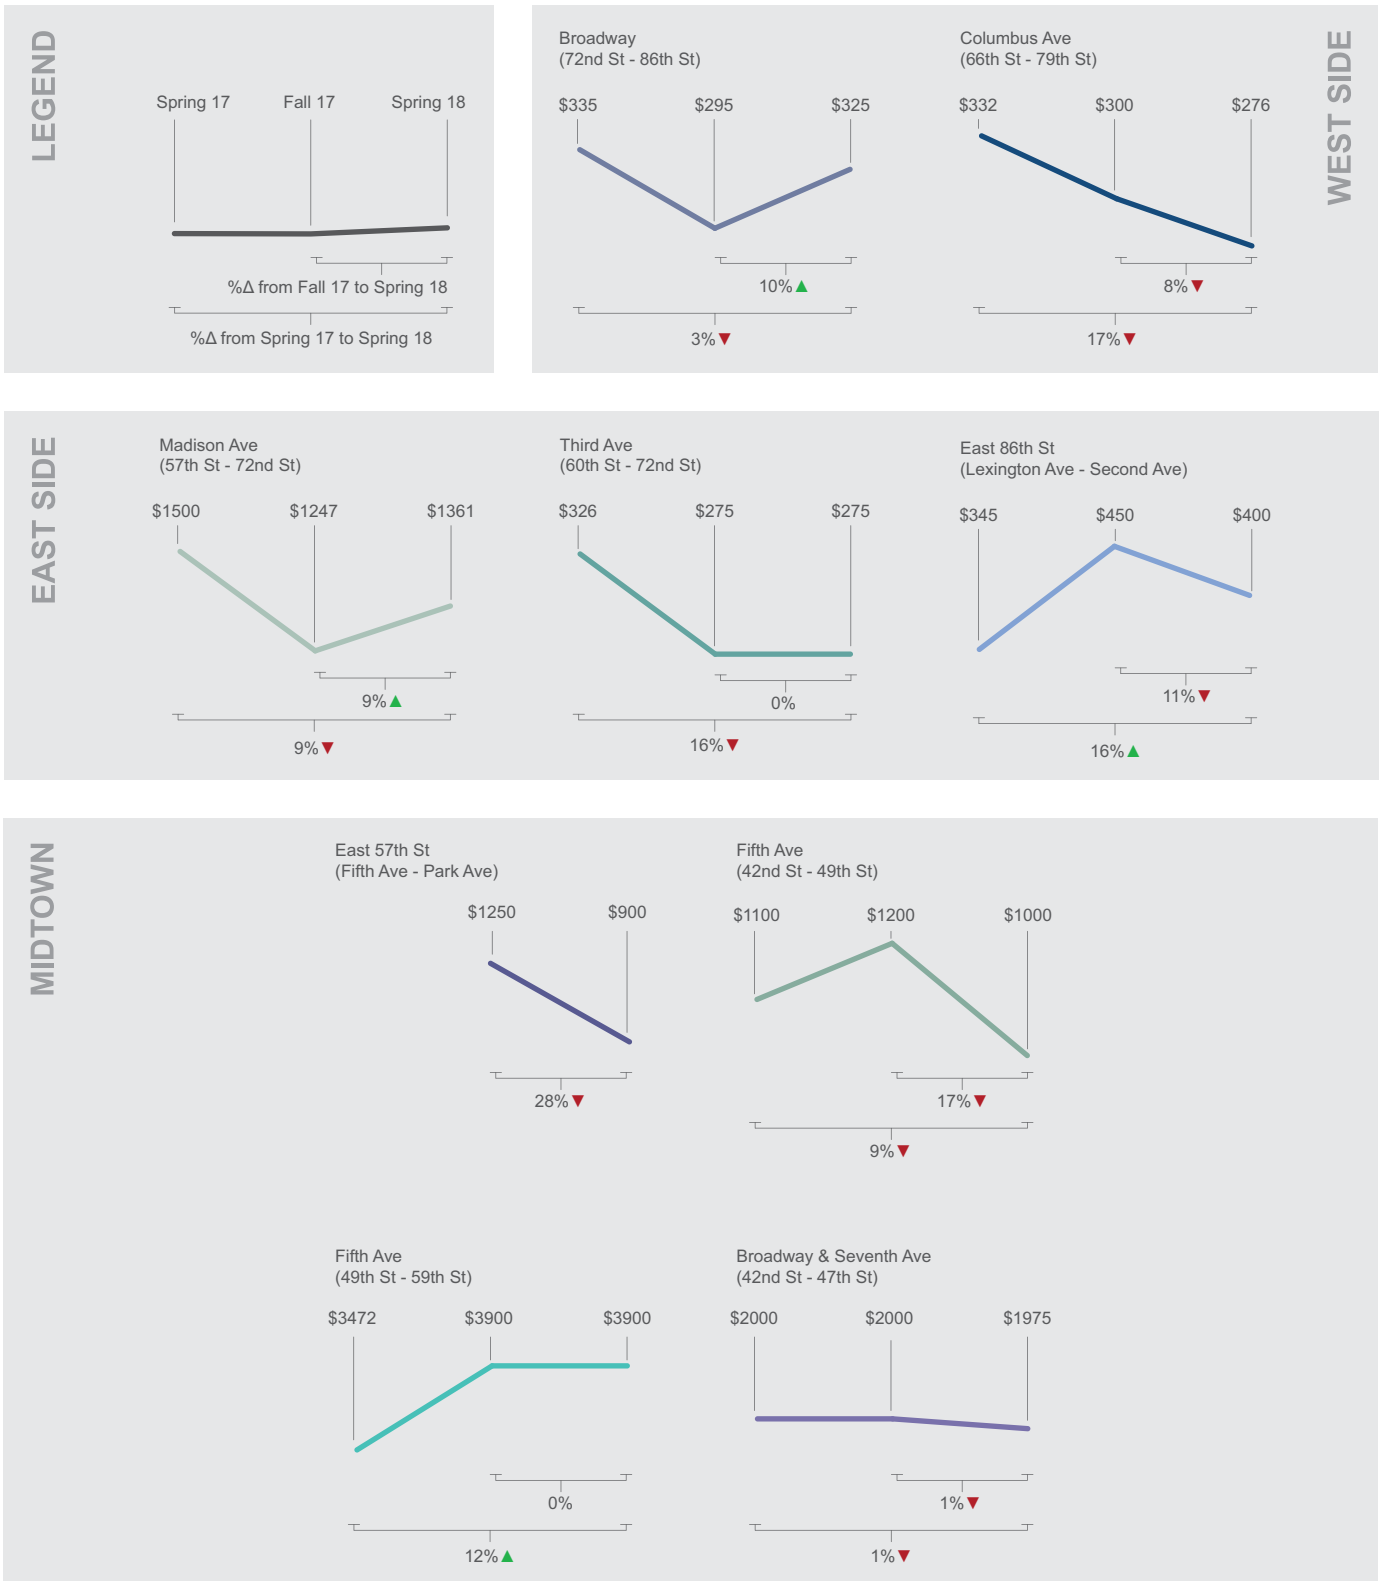 LEGEND
Spring 17 Fall 17 Spring 18
%Δ from Fall 17 to Spring 18
%Δ from Spring 17 to Spring 18
WEST SIDE
Broadway
(72nd St - 86th St)
$335 $295 $325
10%▲
3%▼
Columbus Ave
(66th St - 79th St)
$332 $300 $276
8%▼
17%▼
EAST SIDE
Madison Ave
(57th St - 72nd St)
$1500 $1247 $1361
9%▲
9%▼
Third Ave
(60th St - 72nd St)
$326 $275 $275
0%
16%▼
East 86th St
(Lexington Ave - Second Ave)
$345 $450 $400
11%▼
16%▲
MIDTOWN
East 57th St
(Fifth Ave - Park Ave)
$1250 $900
28%▼
Fifth Ave
(42nd St - 49th St)
$1100 $1200 $1000
17%▼
9%▼
Fifth Ave
(49th St - 59th St)
$3472 $3900 $3900
0%
12%▲
Broadway & Seventh Ave
(42nd St - 47th St)
$2000 $2000 $1975
1%▼
1%▼